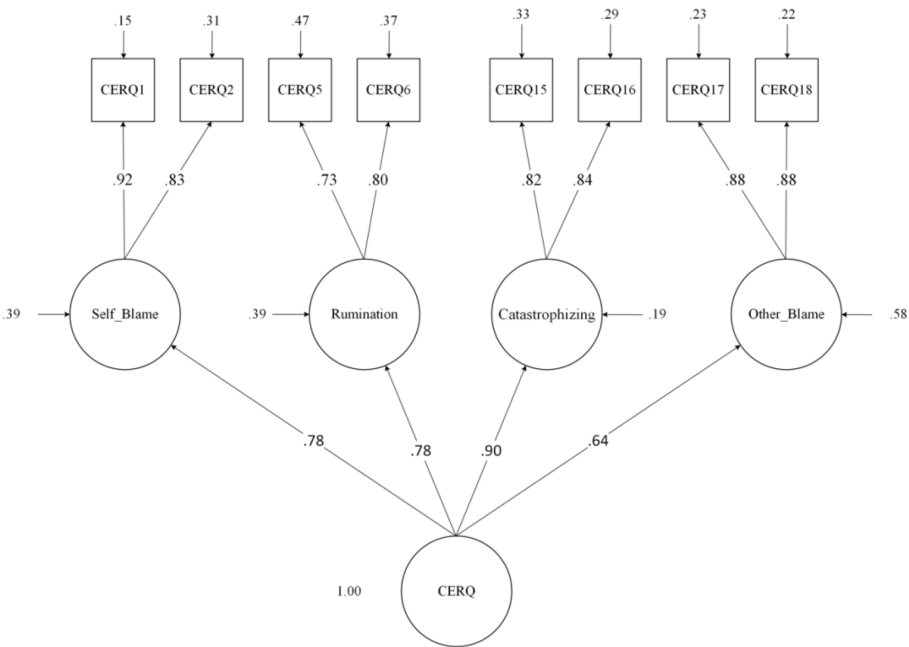 .15 .31 .47 .37 .33 .29 .23 .22
CERQ1 CERQ2 CERQ5 CERQ6 CERQ15 CERQ16 CERQ17 CERQ18
.92 .83 .73 .80 .82 .84 .88 .88
.39 Self_Blame .39 Rumination Catastrophizing .19 Other_Blame .58
.78 .78 .90 .64
1.00 CERQ